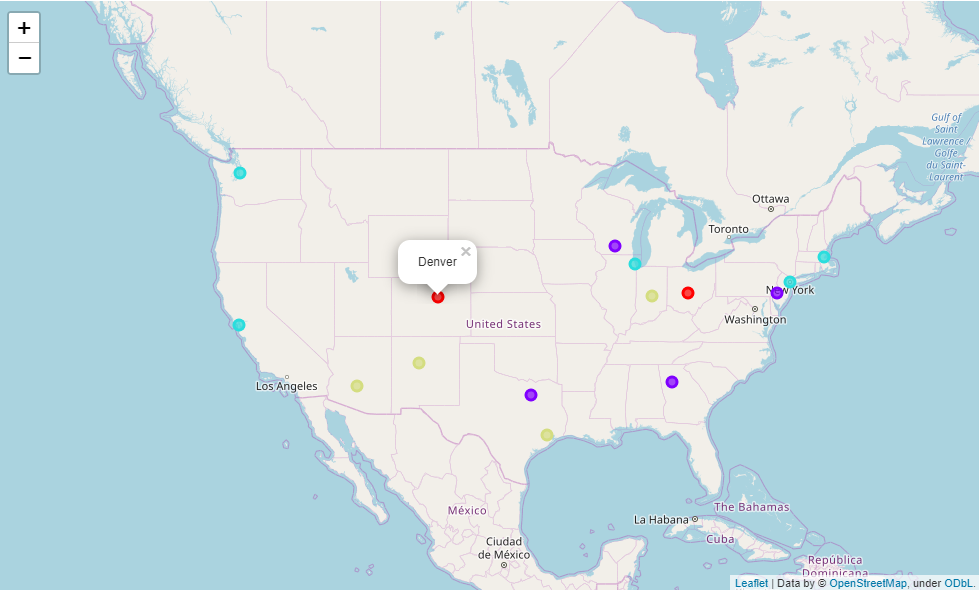 +
−
Gulf of
Saint
Lawrence /
Golfe
du Saint-
Laurent
Ottawa
Toronto
×
Denver
New York
Washington
United States
Los Angeles
México
The Bahamas
La Habana
Cuba
Ciudad
de México
República
Dominicana
Leaflet | Data by © OpenStreetMap, under ODbL.